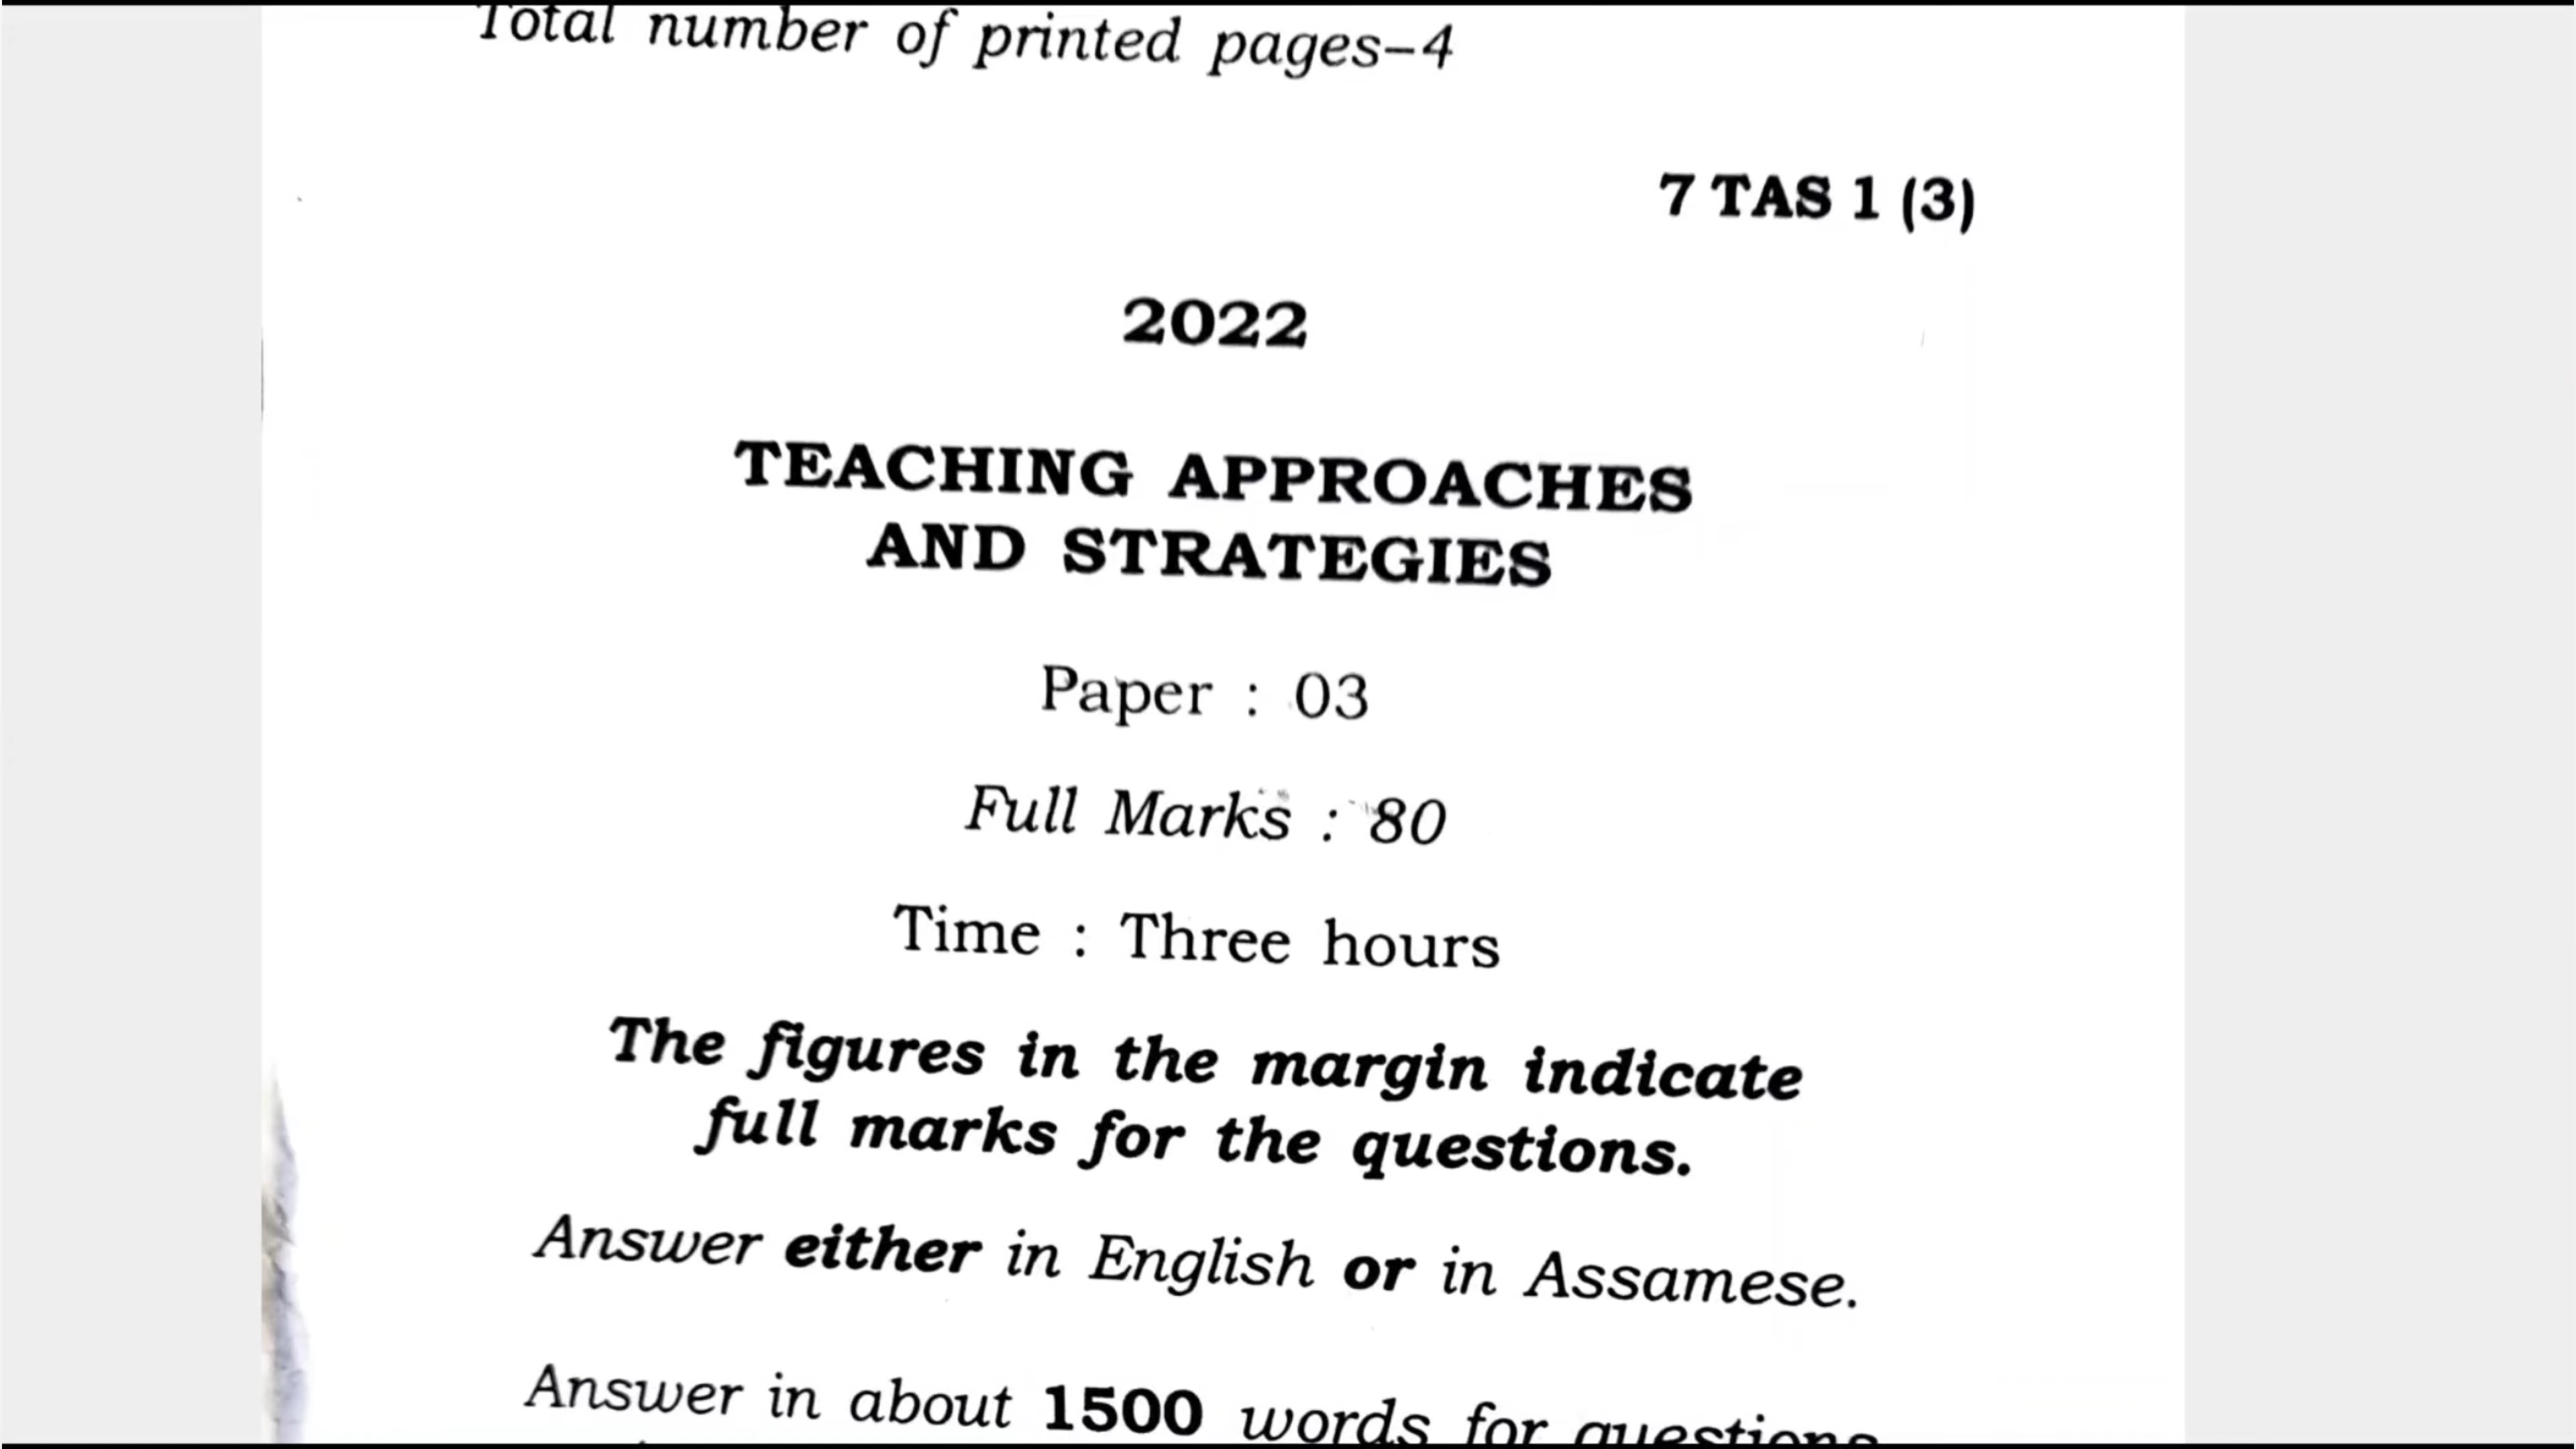 Total number of printed pages–4
7 TAS 1 (3)
2022
TEACHING APPROACHES
AND STRATEGIES
Paper : 03
Full Marks : 80
Time : Three hours
The figures in the margin indicate
full marks for the questions.
Answer either in English or in Assamese.
Answer in about 1500 words for questions